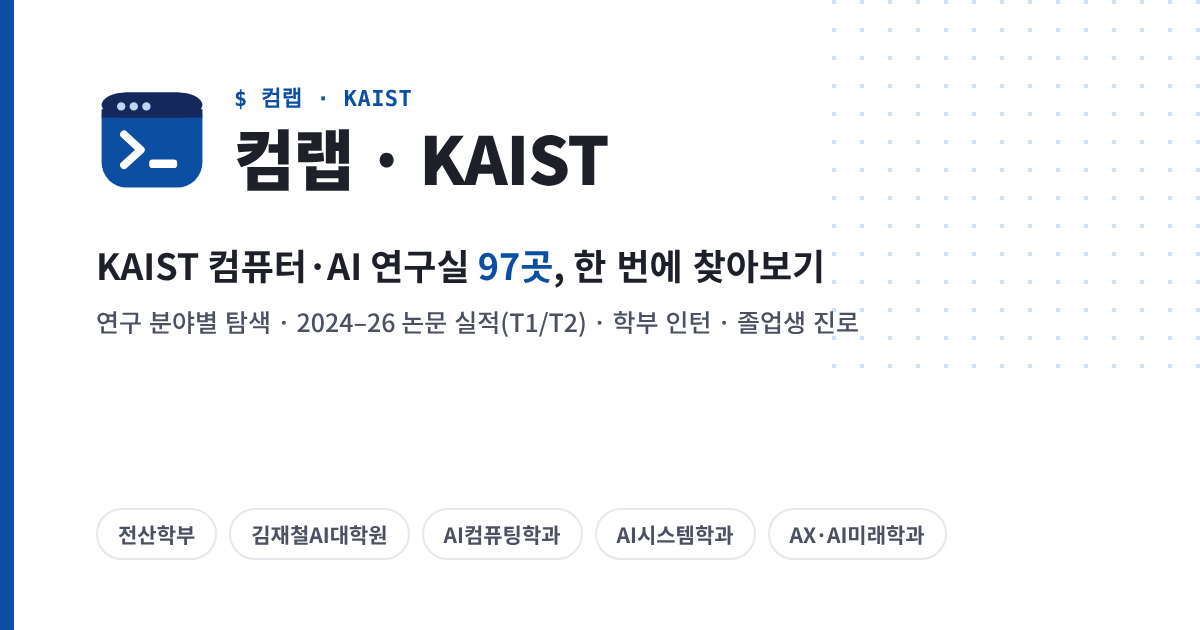 $ 컴랩 · KAIST
컴랩 · KAIST
KAIST 컴퓨터·AI 연구실 97곳, 한 번에 찾아보기
연구 분야별 탐색 · 2024–26 논문 실적(T1/T2) · 학부 인턴 · 졸업생 진로
전산학부 김재철AI대학원 AI컴퓨팅학과 AI시스템학과 AX·AI미래학과